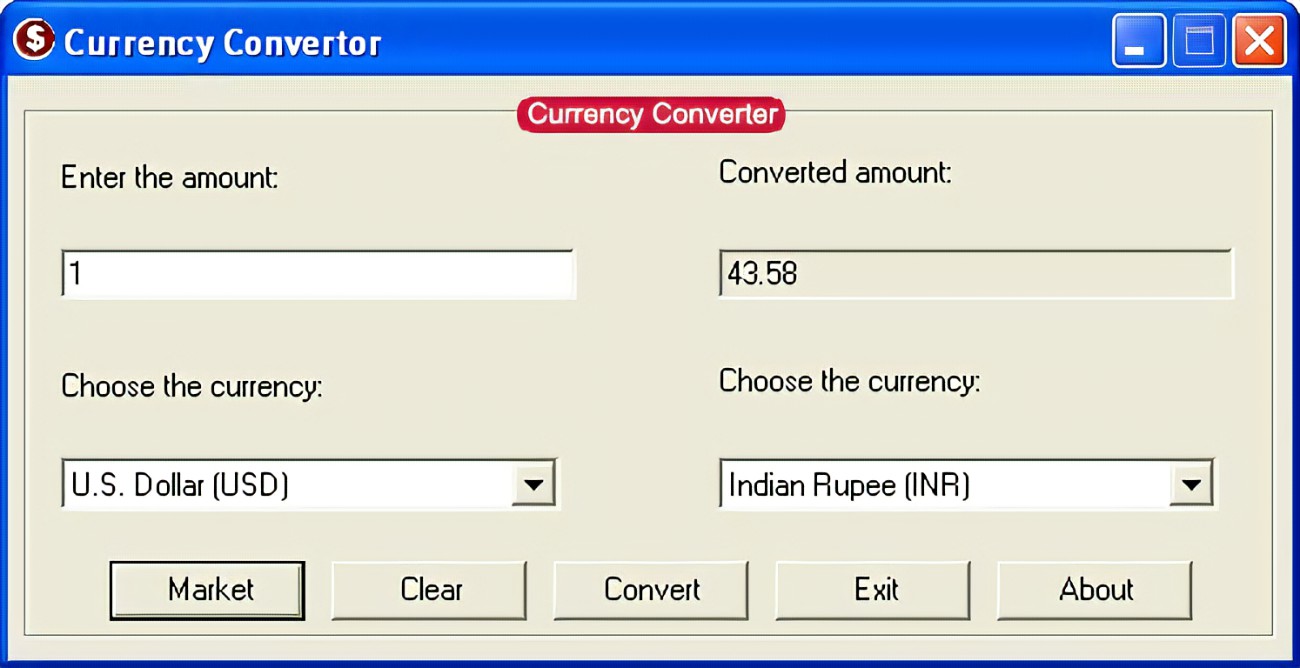 $ Currency Convertor
Currency Converter
Enter the amount:
Converted amount:
1
43.58
Choose the currency:
Choose the currency:
U.S. Dollar (USD)
Indian Rupee (INR)
Market
Clear
Convert
Exit
About